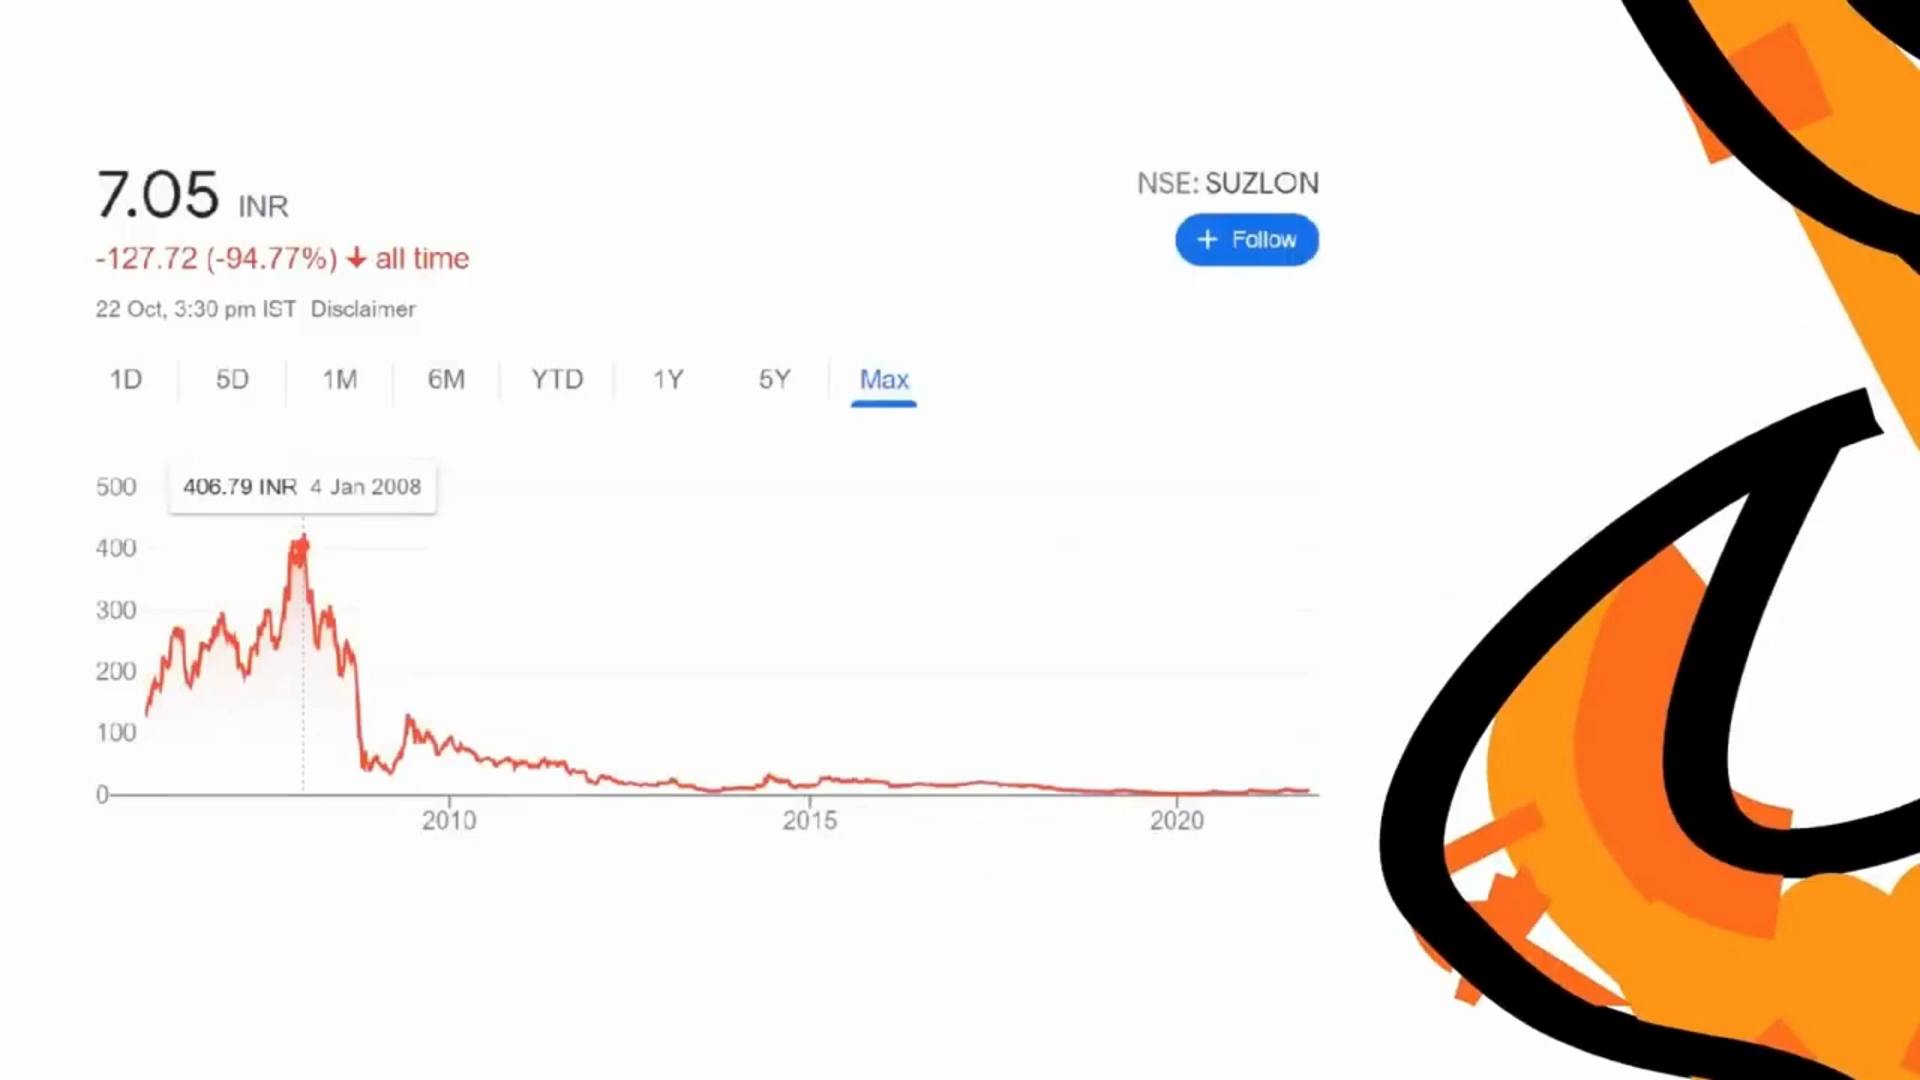 7.05 INR
NSE: SUZLON
-127.72 (-94.77%) ↓ all time
+ Follow
22 Oct, 3:30 pm IST Disclaimer
1D 5D 1M 6M YTD 1Y 5Y Max
406.79 INR 4 Jan 2008
500
400
300
200
100
0
2010 2015 2020